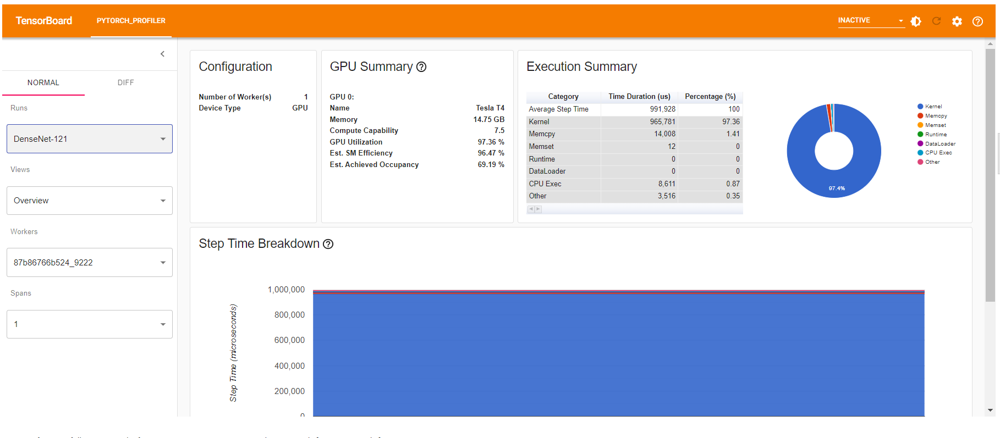 TensorBoard
PYTORCH_PROFILER
INACTIVE
NORMAL
DIFF
Runs
DenseNet-121
Views
Overview
Workers
87b86766b524_9222
Spans
1
Configuration
Number of Worker(s) 1
Device Type GPU
GPU Summary
GPU 0:
Name Tesla T4
Memory 14.75 GB
Compute Capability 7.5
GPU Utilization 97.36 %
Est. SM Efficiency 96.47 %
Est. Achieved Occupancy 69.19 %
Execution Summary
Category Time Duration (us) Percentage (%)
Average Step Time 991,928 100
Kernel 965,781 97.36
Memcpy 14,008 1.41
Memset 12 0
Runtime 0 0
DataLoader 0 0
CPU Exec 8,611 0.87
Other 3,516 0.35
97.4%
Kernel
Memcpy
Memset
Runtime
DataLoader
CPU Exec
Other
Step Time Breakdown
Step Time (microseconds)
1,000,000
800,000
600,000
400,000
200,000
0